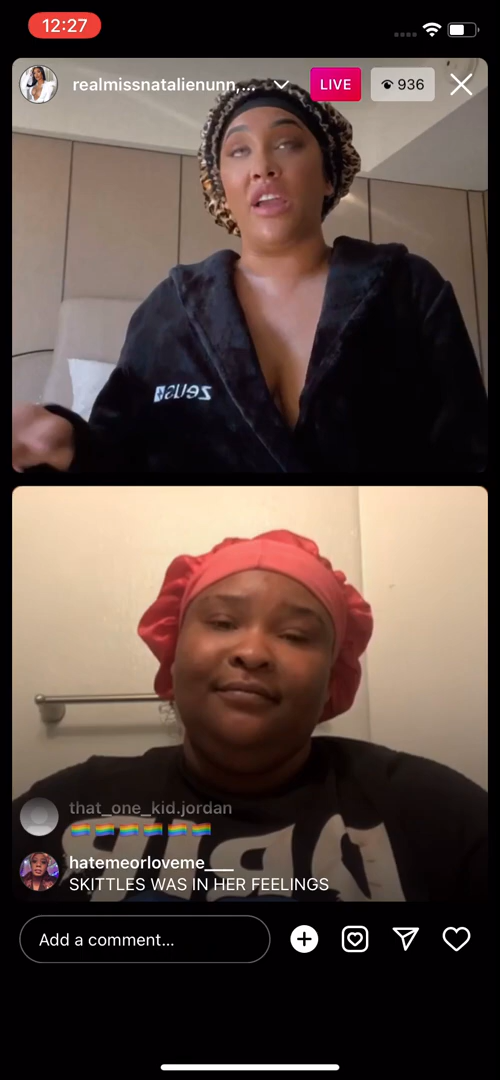 12:27
realmissnatalienunn,...
LIVE
936
zeus
that_one_kid.jordan
🏳️‍🌈 🏳️‍🌈 🏳️‍🌈 🏳️‍🌈 🏳️‍🌈 🏳️‍🌈
hatemeorloveme___
SKITTLES WAS IN HER FEELINGS
Add a comment...